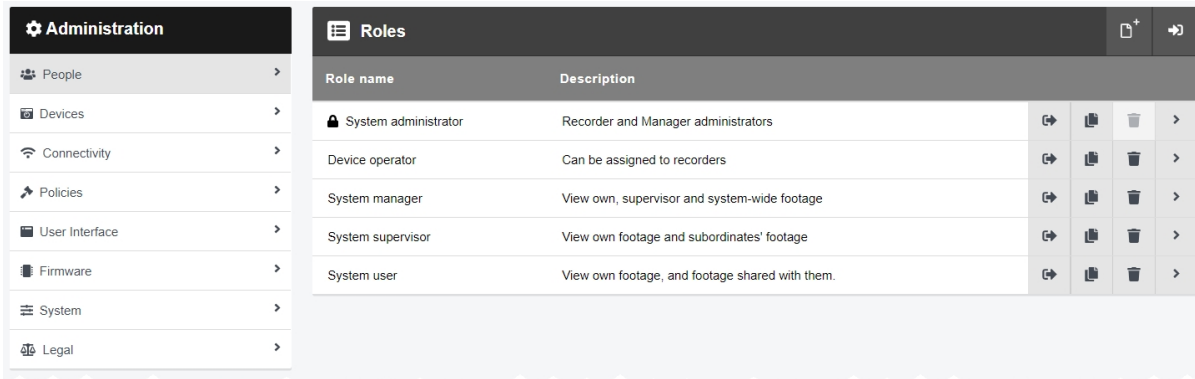 Administration
People
Devices
Connectivity
Policies
User Interface
Firmware
System
Legal
Roles
Role name Description
System administrator Recorder and Manager administrators
Device operator Can be assigned to recorders
System manager View own, supervisor and system-wide footage
System supervisor View own footage and subordinates' footage
System user View own footage, and footage shared with them.